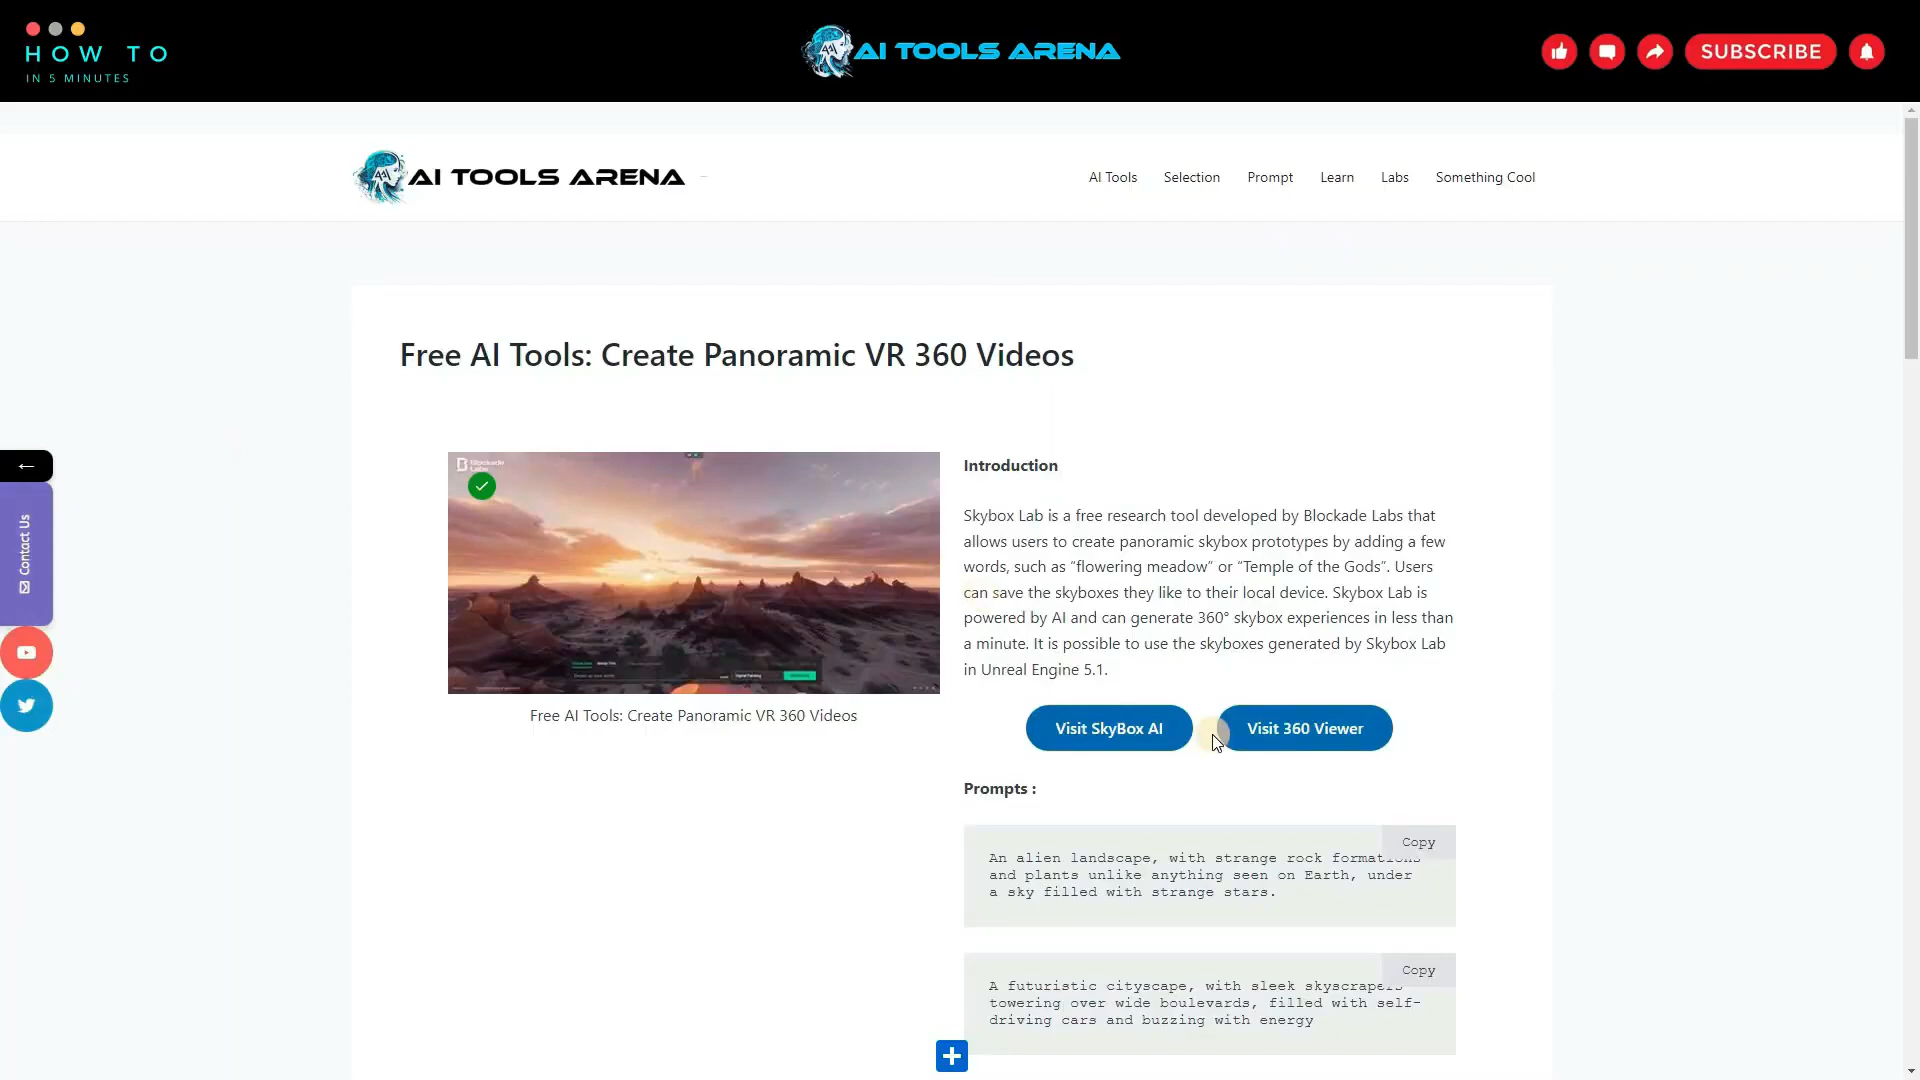 HOW TO
IN 5 MINUTES
AI TOOLS ARENA
SUBSCRIBE
AI TOOLS ARENA
AI Tools
Selection
Prompt
Learn
Labs
Something Cool
Free AI Tools: Create Panoramic VR 360 Videos
Blockade
Labs
Free AI Tools: Create Panoramic VR 360 Videos
Introduction
Skybox Lab is a free research tool developed by Blockade Labs that
allows users to create panoramic skybox prototypes by adding a few
words, such as “flowering meadow” or “Temple of the Gods”. Users
can save the skyboxes they like to their local device. Skybox Lab is
powered by AI and can generate 360° skybox experiences in less than
a minute. It is possible to use the skyboxes generated by Skybox Lab
in Unreal Engine 5.1.
Visit SkyBox AI
Visit 360 Viewer
Prompts :
Copy
An alien landscape, with strange rock formations
and plants unlike anything seen on Earth, under
a sky filled with strange stars.
Copy
A futuristic cityscape, with sleek skyscrapers
towering over wide boulevards, filled with self-
driving cars and buzzing with energy
Contact Us